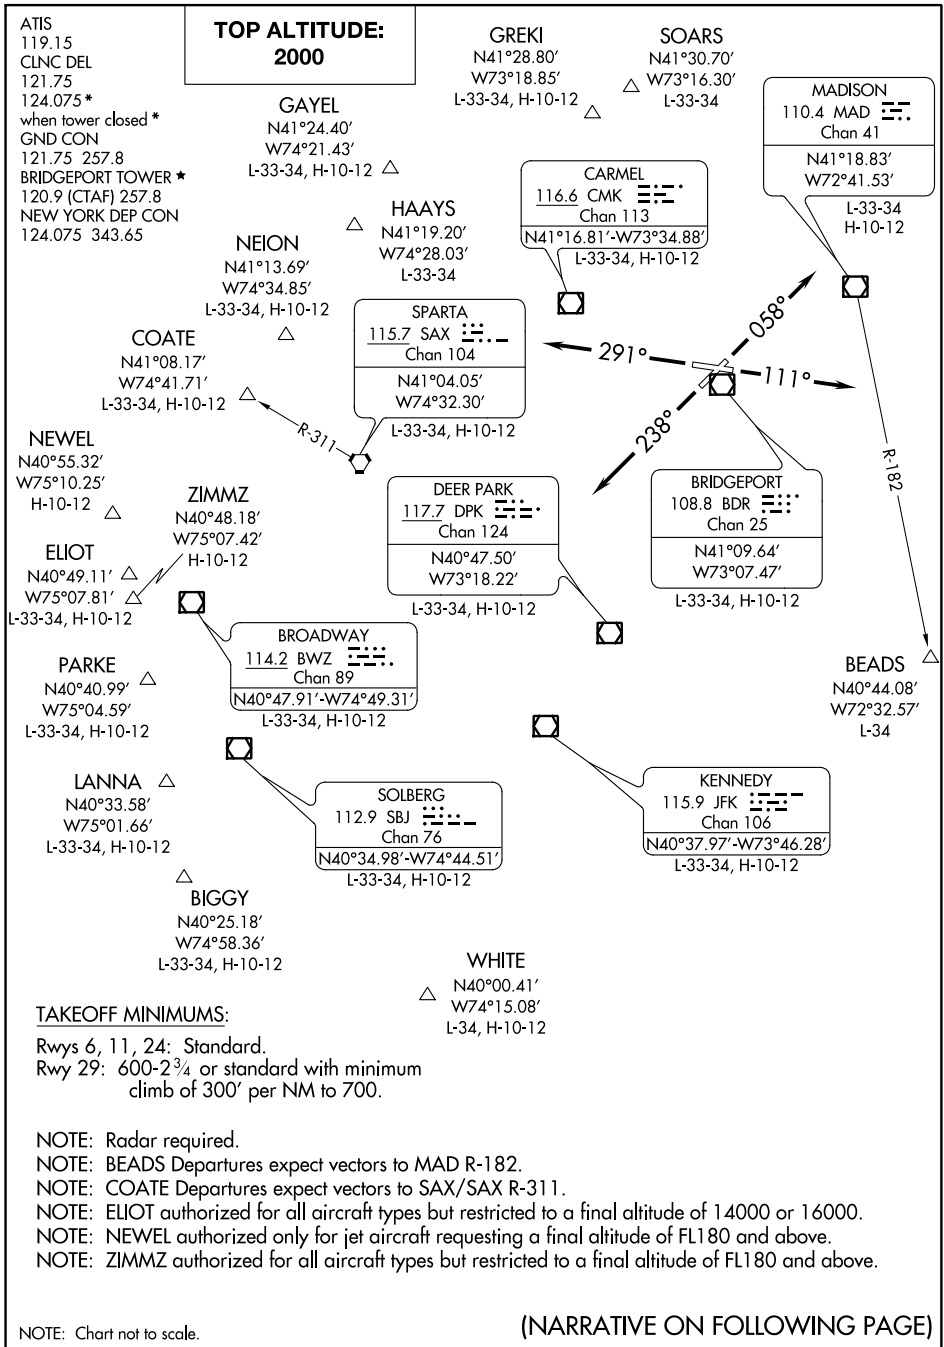 ATIS
119.15
CLNC DEL
121.75
124.075 *
when tower closed *
GND CON
121.75 257.8
BRIDGEPORT TOWER ★
120.9 (CTAF) 257.8
NEW YORK DEP CON
124.075 343.65
TOP ALTITUDE:
2000
GREKI
N41°28.80′
W73°18.85′
L-33-34, H-10-12
SOARS
N41°30.70′
W73°16.30′
L-33-34
MADISON
110.4 MAD
Chan 41
N41°18.83′
W72°41.53′
L-33-34
H-10-12
GAYEL
N41°24.40′
W74°21.43′
L-33-34, H-10-12
CARMEL
116.6 CMK
Chan 113
N41°16.81′-W73°34.88′
L-33-34, H-10-12
HAAYS
N41°19.20′
W74°28.03′
L-33-34
NEION
N41°13.69′
W74°34.85′
L-33-34, H-10-12
SPARTA
115.7 SAX
Chan 104
N41°04.05′
W74°32.30′
L-33-34, H-10-12
COATE
N41°08.17′
W74°41.71′
L-33-34, H-10-12
R-311
291°
058°
111°
238°
R-182
NEWEL
N40°55.32′
W75°10.25′
H-10-12
ZIMMZ
N40°48.18′
W75°07.42′
H-10-12
DEER PARK
117.7 DPK
Chan 124
N40°47.50′
W73°18.22′
L-33-34, H-10-12
BRIDGEPORT
108.8 BDR
Chan 25
N41°09.64′
W73°07.47′
L-33-34, H-10-12
ELIOT
N40°49.11′
W75°07.81′
L-33-34, H-10-12
BROADWAY
114.2 BWZ
Chan 89
N40°47.91′-W74°49.31′
L-33-34, H-10-12
PARKE
N40°40.99′
W75°04.59′
L-33-34, H-10-12
BEADS
N40°44.08′
W72°32.57′
L-34
LANNA
N40°33.58′
W75°01.66′
L-33-34, H-10-12
SOLBERG
112.9 SBJ
Chan 76
N40°34.98′-W74°44.51′
L-33-34, H-10-12
KENNEDY
115.9 JFK
Chan 106
N40°37.97′-W73°46.28′
L-33-34, H-10-12
BIGGY
N40°25.18′
W74°58.36′
L-33-34, H-10-12
WHITE
N40°00.41′
W74°15.08′
L-34, H-10-12
TAKEOFF MINIMUMS:
Rwys 6, 11, 24: Standard.
Rwy 29: 600-2¾ or standard with minimum
climb of 300′ per NM to 700.
NOTE: Radar required.
NOTE: BEADS Departures expect vectors to MAD R-182.
NOTE: COATE Departures expect vectors to SAX/SAX R-311.
NOTE: ELIOT authorized for all aircraft types but restricted to a final altitude of 14000 or 16000.
NOTE: NEWEL authorized only for jet aircraft requesting a final altitude of FL180 and above.
NOTE: ZIMMZ authorized for all aircraft types but restricted to a final altitude of FL180 and above.
NOTE: Chart not to scale.
(NARRATIVE ON FOLLOWING PAGE)